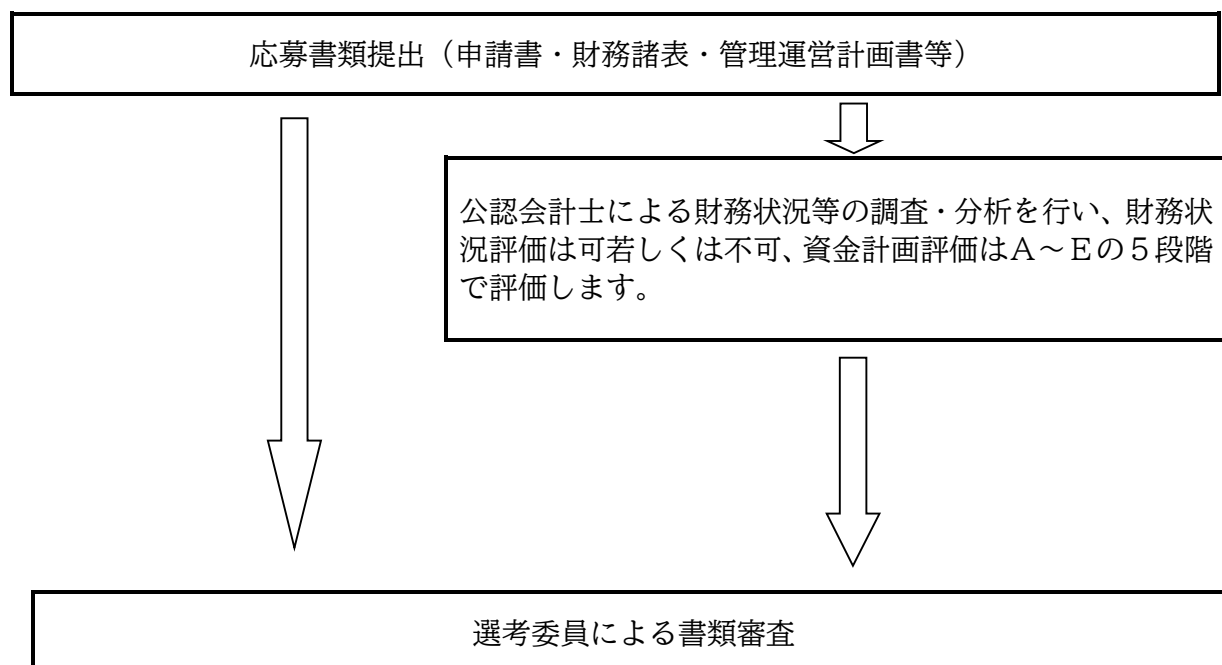 応募書類提出（申請書・財務諸表・管理運営計画書等）
公認会計士による財務状況等の調査・分析を行い、財務状
況評価は可若しくは不可、資金計画評価はＡ～Ｅの５段階
で評価します。
選考委員による書類審査